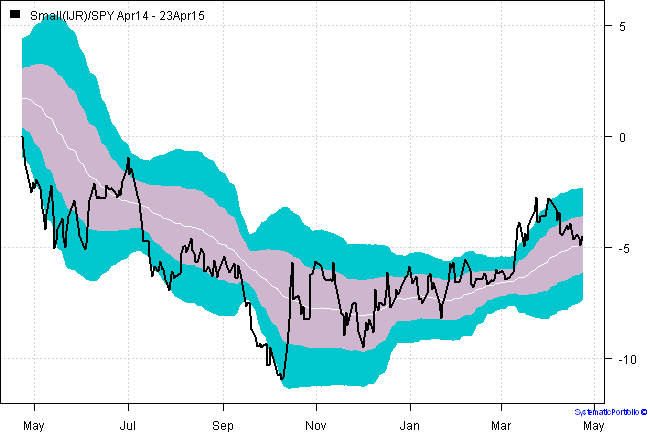 Small(IJR)/SPY Apr14 - 23Apr15
5
0
-5
-10
May Jul Sep Nov Jan Mar May
SystematicPortfolio ©